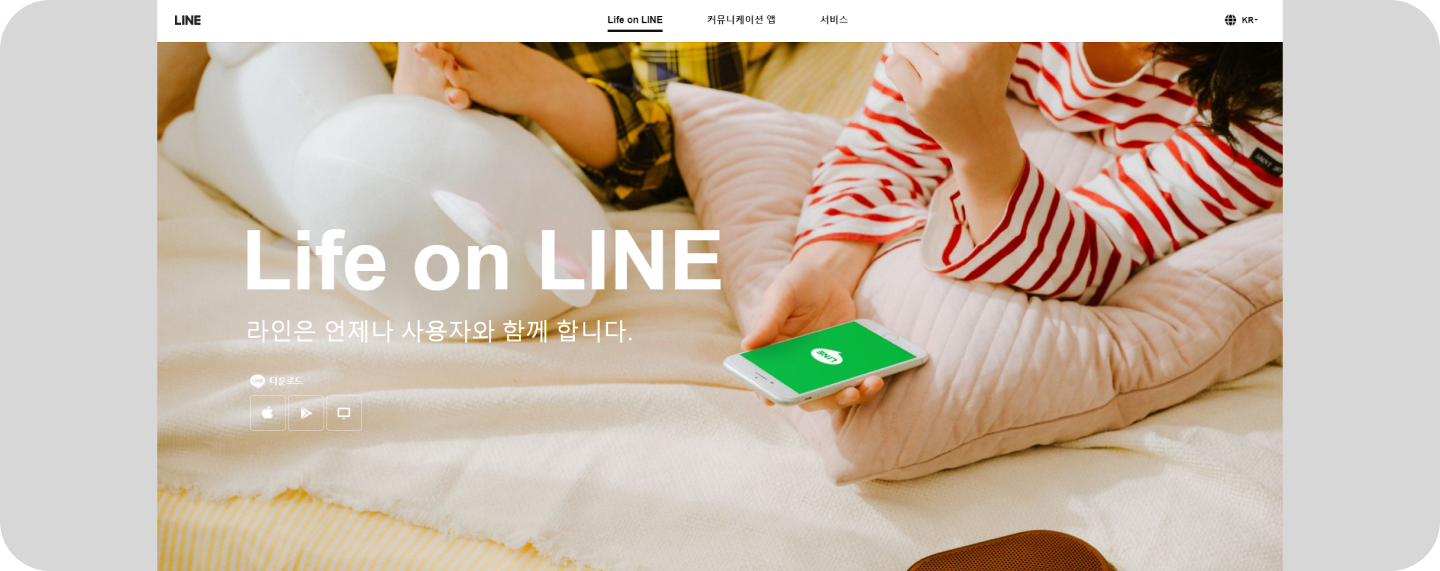 LINE
Life on LINE
커뮤니케이션 앱
서비스
KR
Life on LINE
라인은 언제나 사용자와 함께 합니다.
LINE 다운로드
LINE